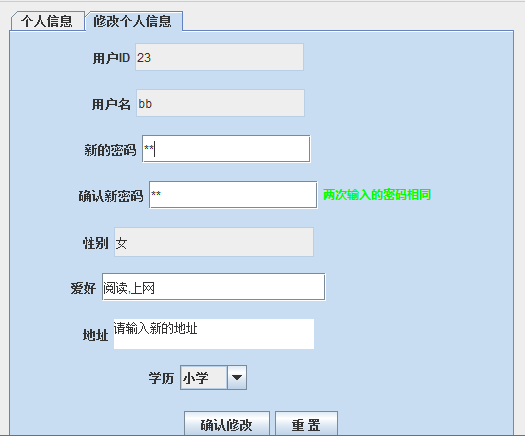 个人信息 修改个人信息
用户ID 23
用户名 bb
新的密码 **
确认新密码 ** 两次输入的密码相同
性别 女
爱好 阅读,上网
地址 请输入新的地址
学历 小学
确认修改 重 置